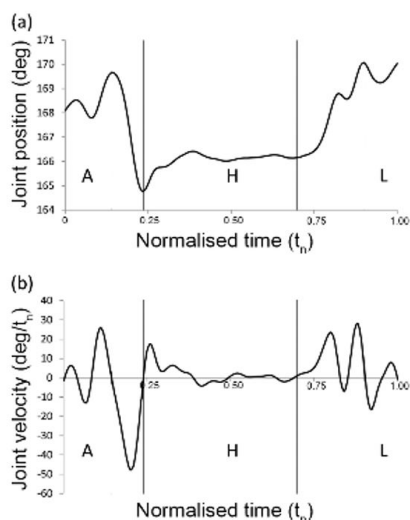 (a)
Joint position (deg)
171
170
169
168
167
166
165
164
A
H
L
0
0.25
0.50
0.75
1.00
Normalised time (tn)
(b)
Joint velocity (deg/tn)
40
30
20
10
0
-10
-20
-30
-40
-50
-60
0.25
0.50
0.75
1.00
A
H
L
Normalised time (tn)